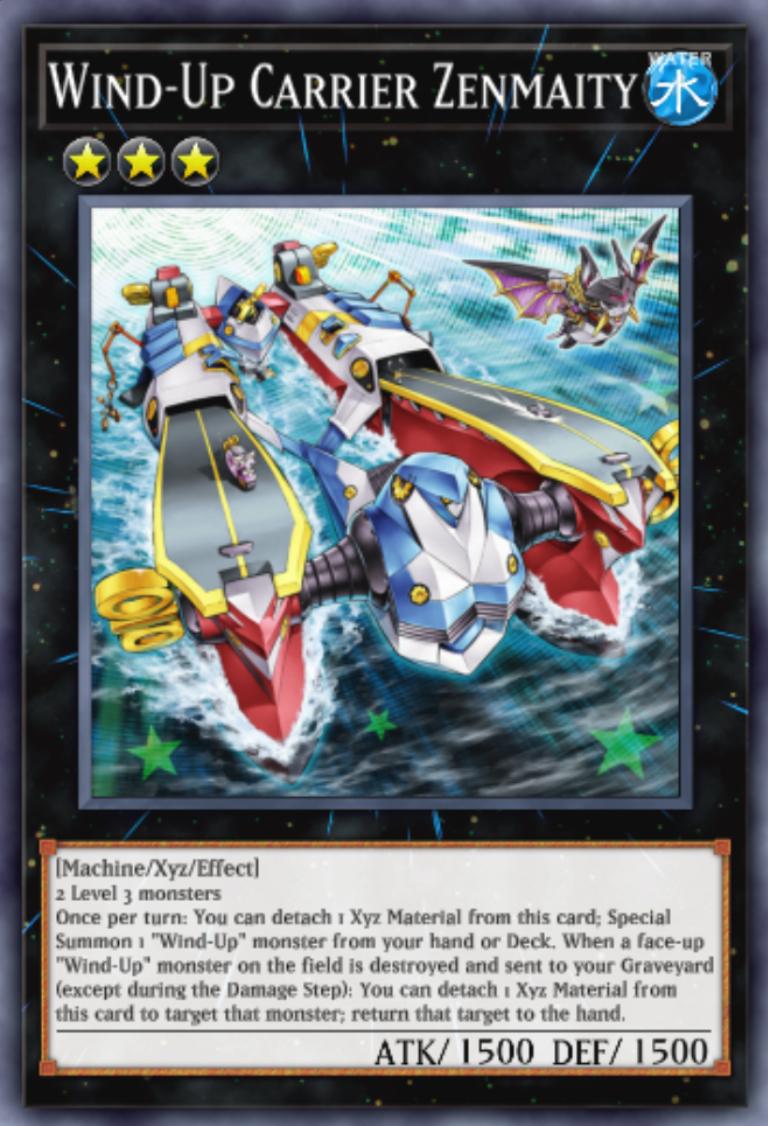 Wind-Up Carrier Zenmaity
WATER
水
[Machine/Xyz/Effect]
2 Level 3 monsters
Once per turn: You can detach 1 Xyz Material from this card; Special
Summon 1 "Wind-Up" monster from your hand or Deck. When a face-up
"Wind-Up" monster on the field is destroyed and sent to your Graveyard
(except during the Damage Step): You can detach 1 Xyz Material from
this card to target that monster; return that target to the hand.
ATK/ 1500 DEF/ 1500